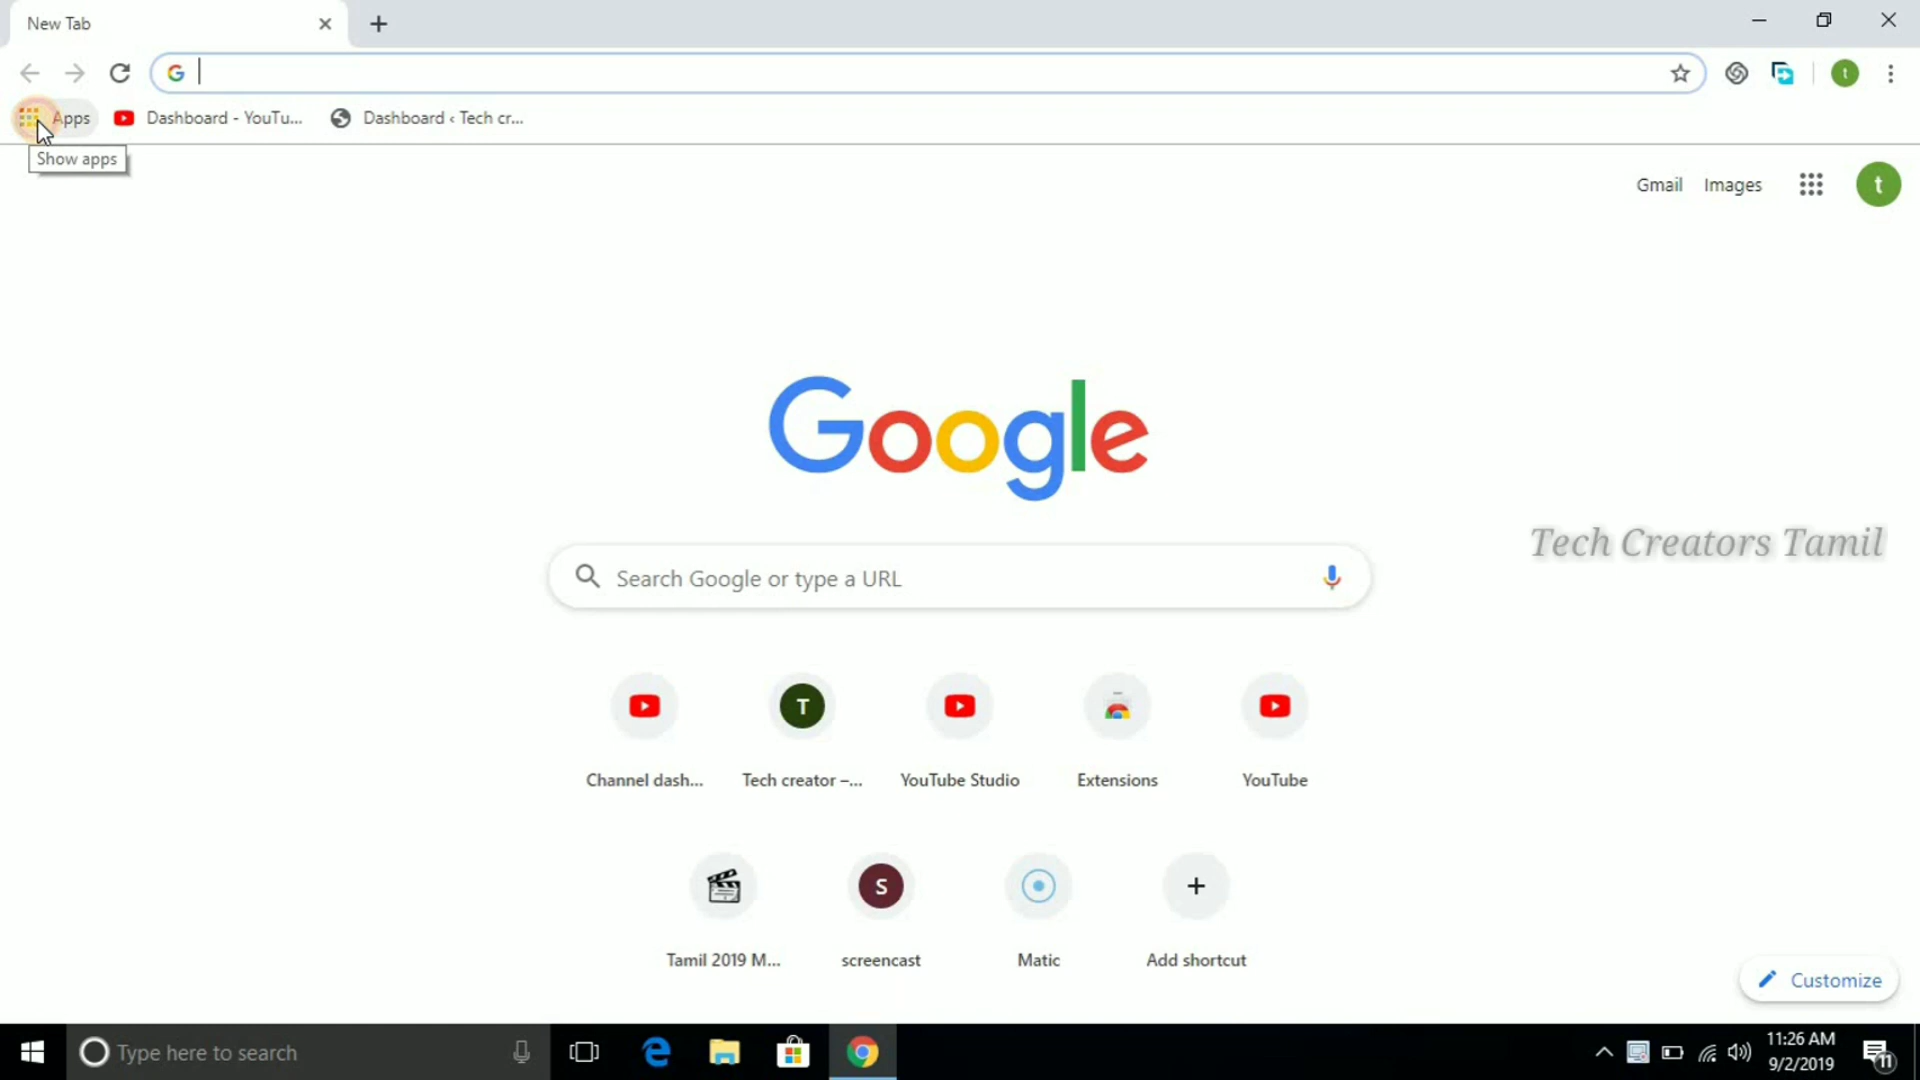 New Tab
Apps
Dashboard - YouTu...
Dashboard ‹ Tech cr...
Show apps
Gmail
Images
t
Google
Tech Creators Tamil
Search Google or type a URL
T
Channel dash...
Tech creator –...
YouTube Studio
Extensions
YouTube
S
Tamil 2019 M...
screencast
Matic
Add shortcut
Customize
Type here to search
11:26 AM
9/2/2019
11